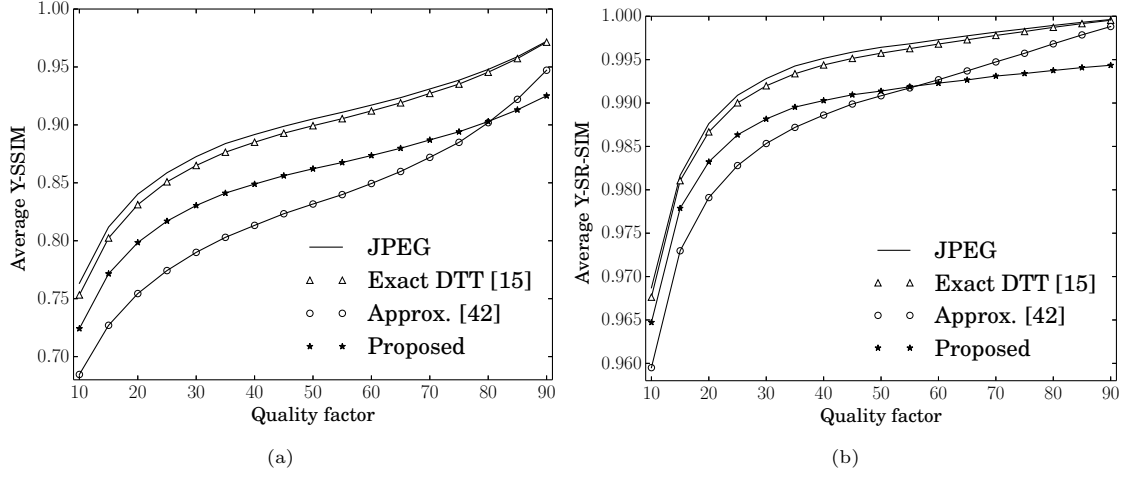 1.00
0.95
0.90
0.85
0.80
0.75
0.70
10 20 30 40 50 60 70 80 90
Average Y-SSIM
Quality factor
JPEG
Exact DTT [15]
Approx. [42]
Proposed
(a)
1.000
0.995
0.990
0.985
0.980
0.975
0.970
0.965
0.960
10 20 30 40 50 60 70 80 90
Average Y-SR-SIM
Quality factor
JPEG
Exact DTT [15]
Approx. [42]
Proposed
(b)